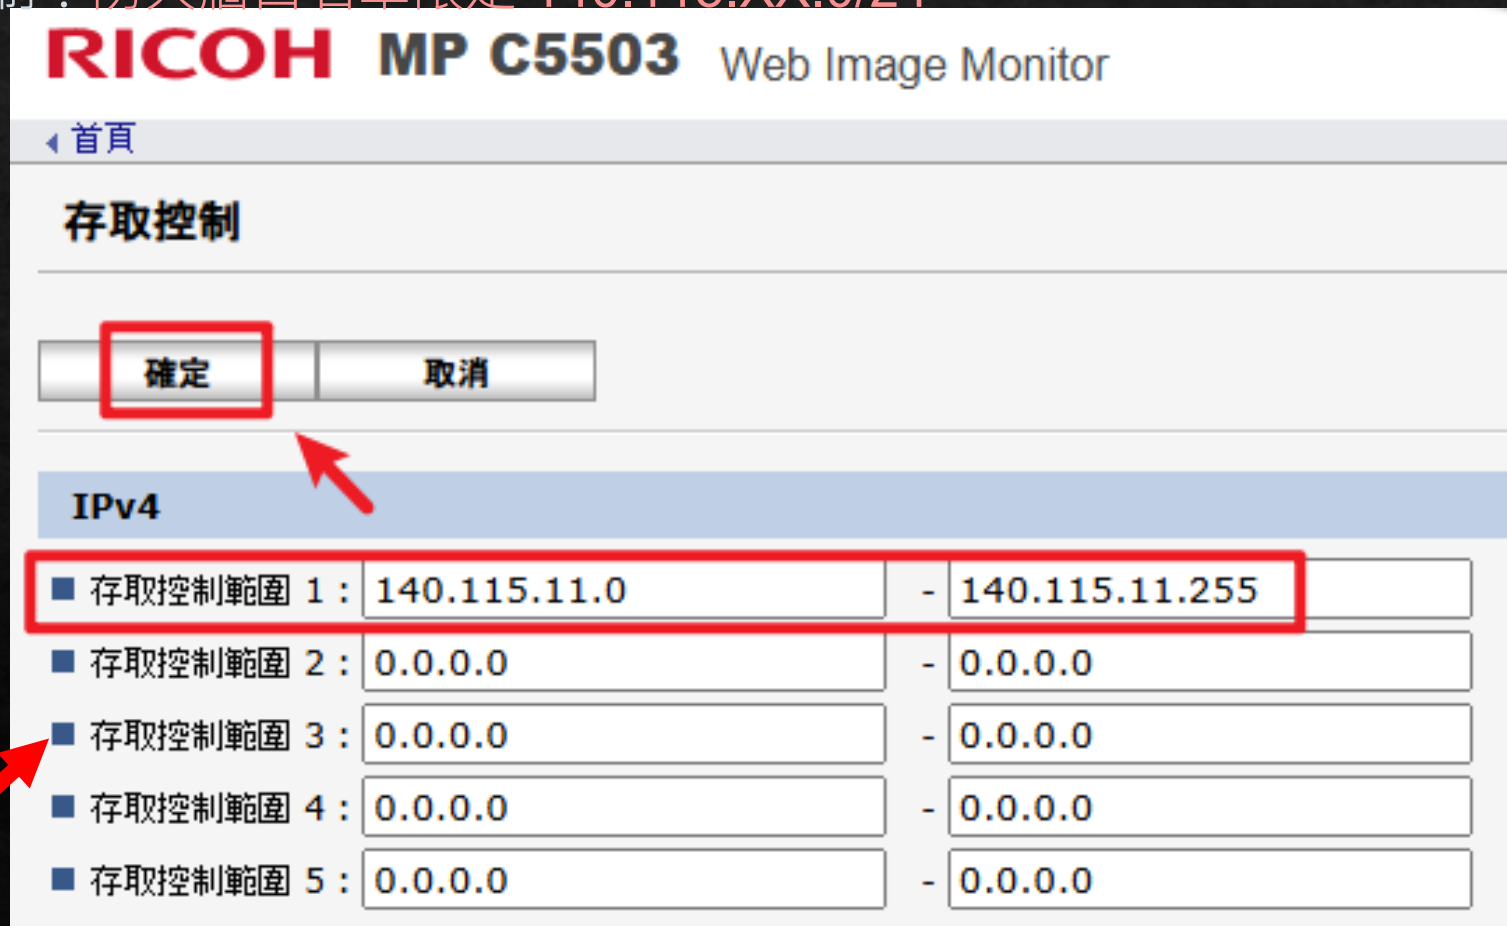 RICOH MP C5503 Web Image Monitor
首頁
存取控制
確定 取消
IPv4
存取控制範圍 1 : 140.115.11.0 - 140.115.11.255
存取控制範圍 2 : 0.0.0.0 - 0.0.0.0
存取控制範圍 3 : 0.0.0.0 - 0.0.0.0
存取控制範圍 4 : 0.0.0.0 - 0.0.0.0
存取控制範圍 5 : 0.0.0.0 - 0.0.0.0